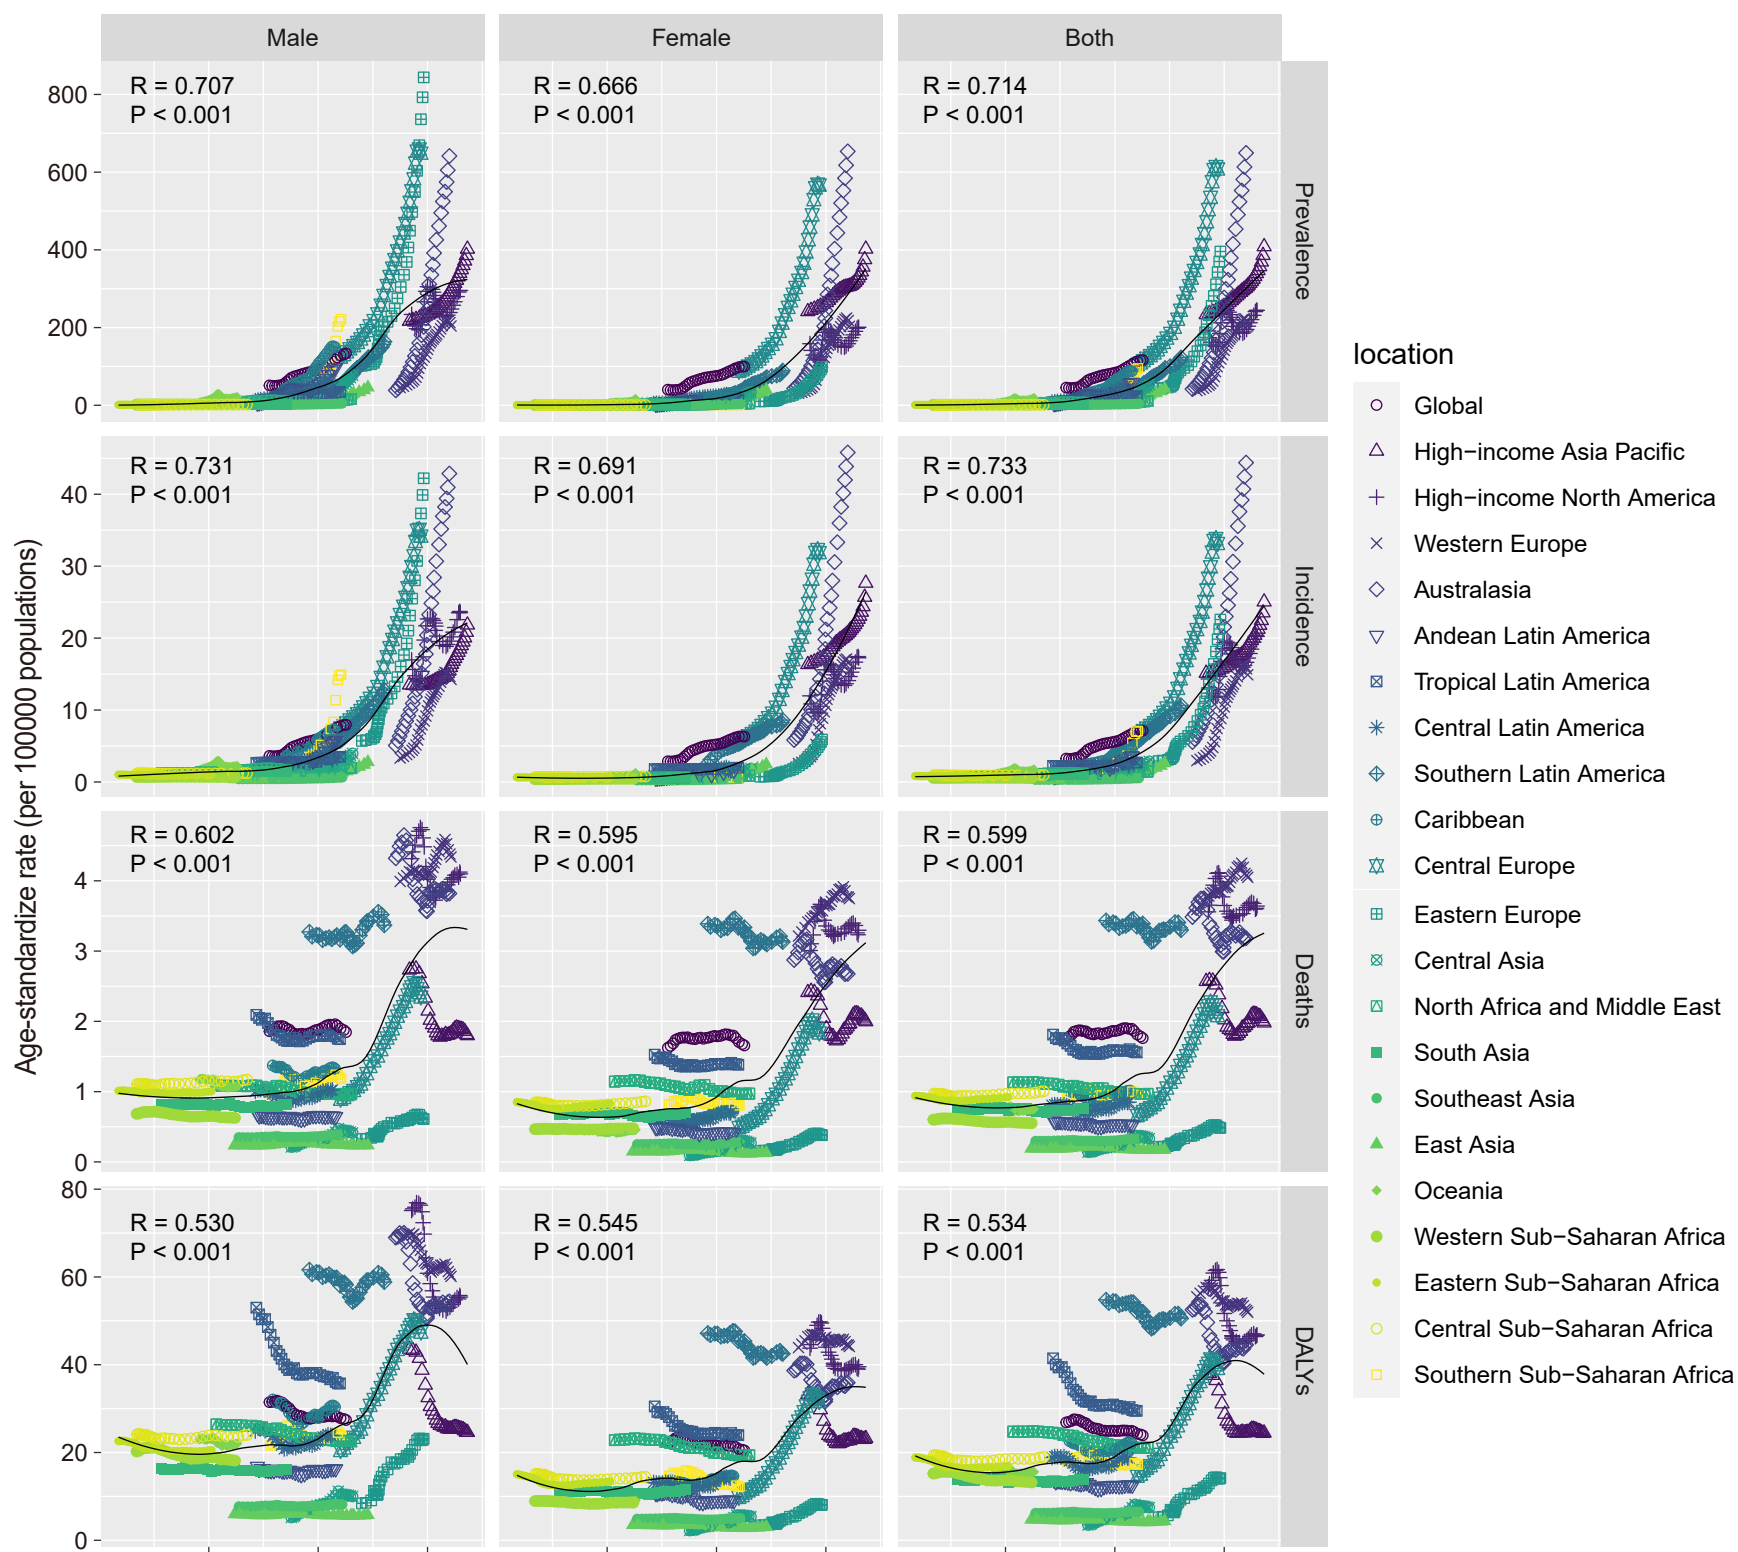 Male
Female
Both
R = 0.707
P < 0.001
R = 0.666
P < 0.001
R = 0.714
P < 0.001
800
600
400
200
0
Prevalence
R = 0.731
P < 0.001
R = 0.691
P < 0.001
R = 0.733
P < 0.001
40
30
20
10
0
Incidence
Age-standardize rate (per 100000 populations)
R = 0.602
P < 0.001
R = 0.595
P < 0.001
R = 0.599
P < 0.001
4
3
2
1
0
Deaths
R = 0.530
P < 0.001
R = 0.545
P < 0.001
R = 0.534
P < 0.001
80
60
40
20
0
DALYs
location
Global
High−income Asia Pacific
High−income North America
Western Europe
Australasia
Andean Latin America
Tropical Latin America
Central Latin America
Southern Latin America
Caribbean
Central Europe
Eastern Europe
Central Asia
North Africa and Middle East
South Asia
Southeast Asia
East Asia
Oceania
Western Sub−Saharan Africa
Eastern Sub−Saharan Africa
Central Sub−Saharan Africa
Southern Sub−Saharan Africa